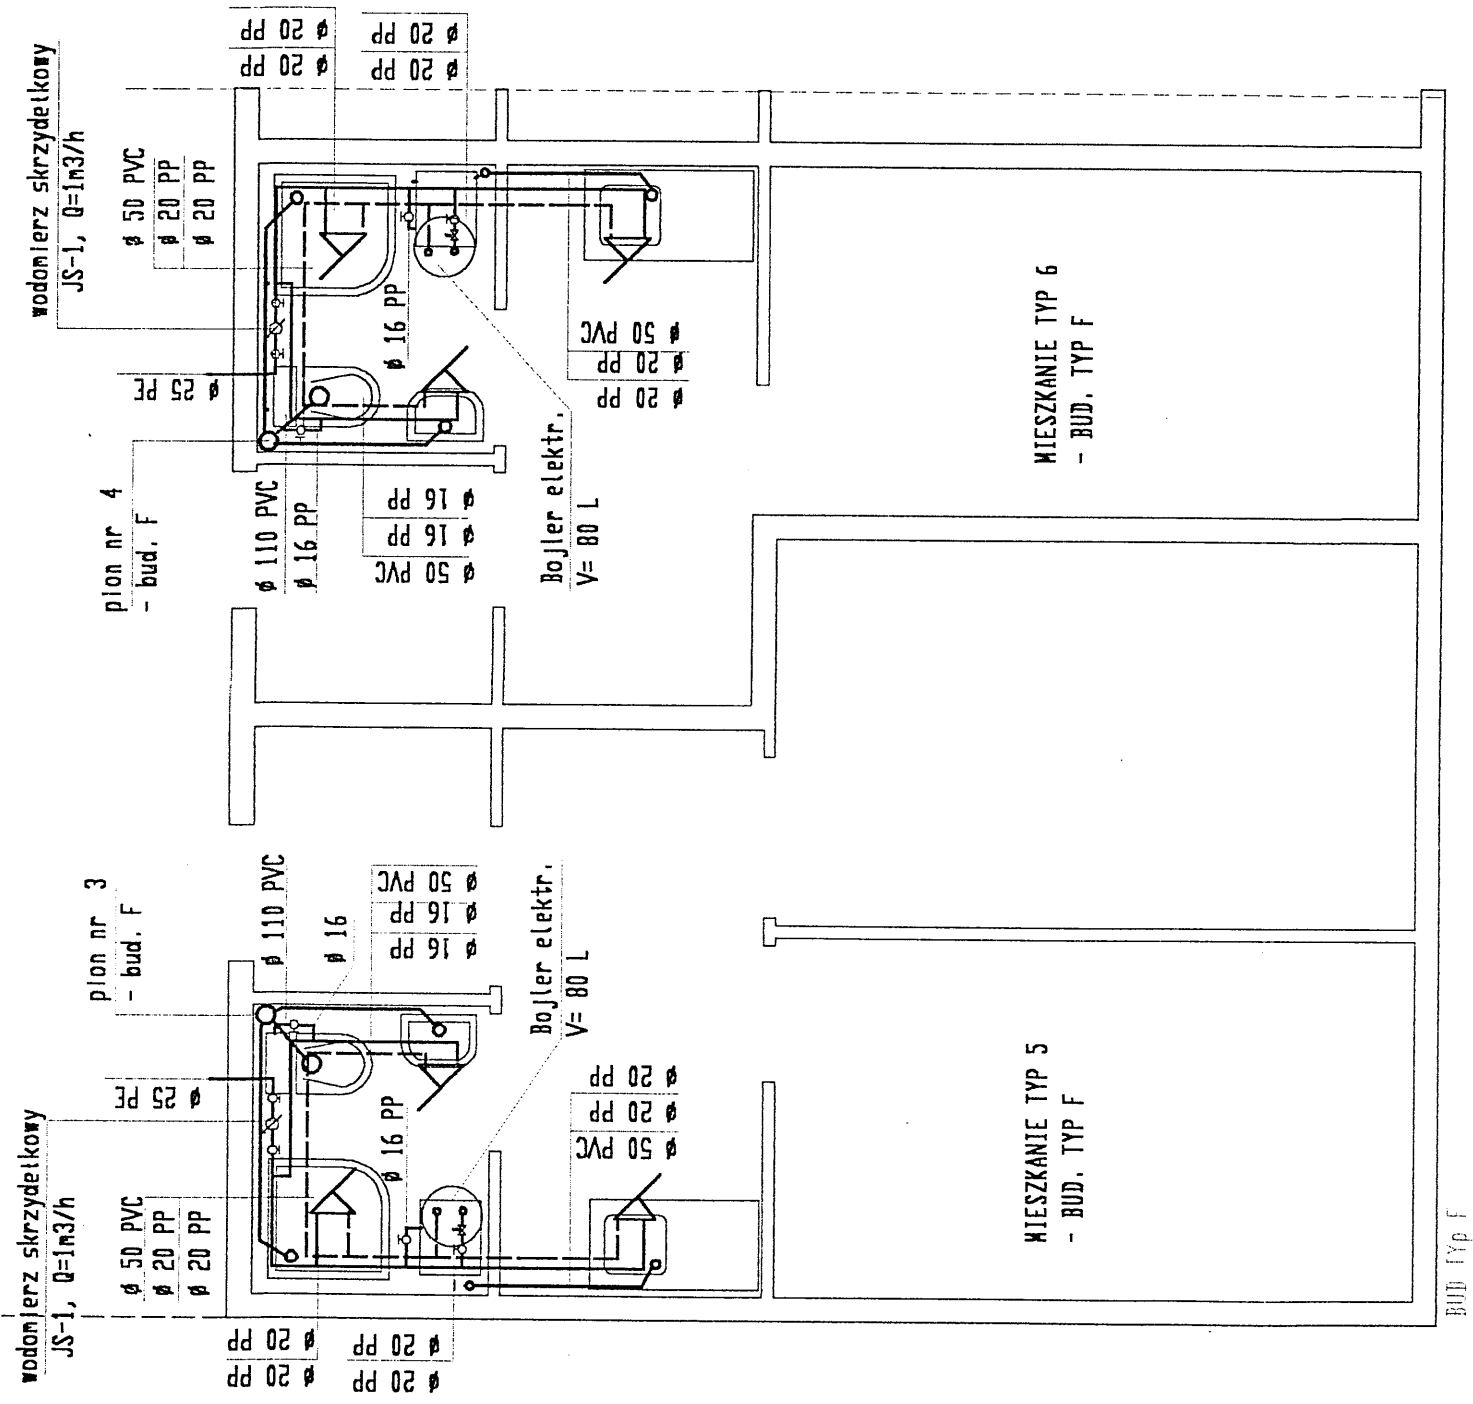 wodomierz skrzydełkowy
JS-1, Q=1m3/h
ø 50 PVC
ø 20 PP
ø 20 PP
ø 20 PP
ø 20 PP
ø 20 PP
ø 20 PP
ø 25 PE
pion nr 3
- bud. F
ø 110 PVC
ø 16
ø 50 PVC
ø 16 PP
ø 16 PP
ø 16 PP
Bojler elektr.
V= 80 L
ø 20 PP
ø 20 PP
ø 50 PVC
MIESZKANIE TYP 5
- BUD. TYP F
wodomierz skrzydełkowy
JS-1, Q=1m3/h
ø 50 PVC
ø 20 PP
ø 20 PP
ø 20 PP
ø 20 PP
ø 20 PP
ø 20 PP
ø 25 PE
pion nr 4
- bud. F
ø 110 PVC
ø 16 PP
ø 16 PP
ø 16 PP
ø 50 PVC
ø 16 PP
Bojler elektr.
V= 80 L
ø 50 PVC
ø 20 PP
ø 20 PP
MIESZKANIE TYP 6
- BUD. TYP F
BUD TYp F